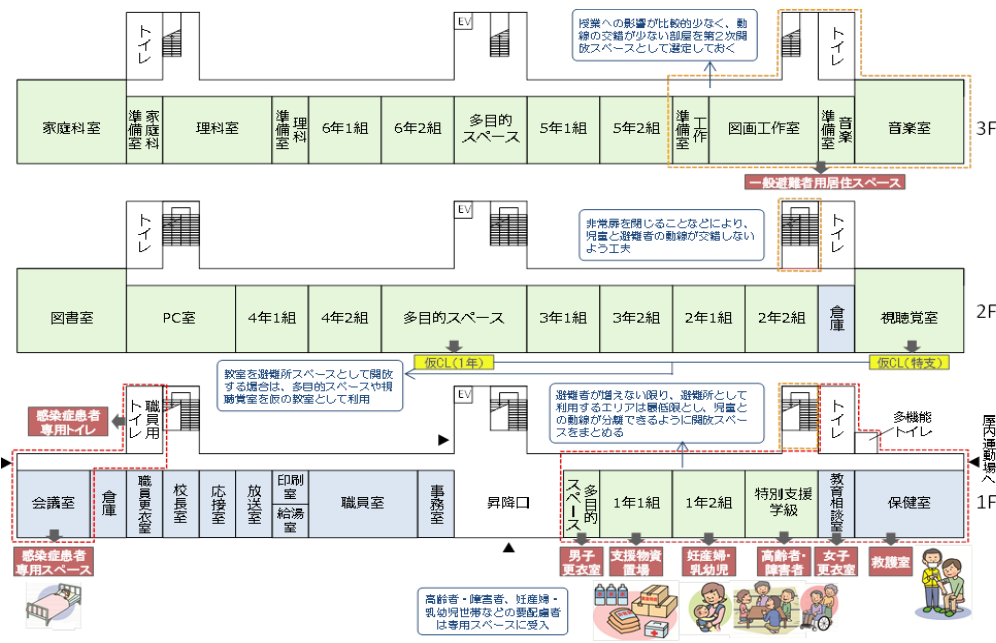 トイレ
EV
授業への影響が比較的少なく、動
線の交錯が少ない部屋を第2次開
放スペースとして選定しておく
トイレ
家庭科室
家庭科
準備室
理科室
理科
準備室
6年1組
6年2組
多目的
スペース
5年1組
5年2組
工作
準備室
図画工作室
音楽
準備室
音楽室
3F
一般避難者用居住スペース
トイレ
EV
非常扉を閉じることなどにより、
児童と避難者の動線が交錯しない
よう工夫
トイレ
図書室
PC室
4年1組
4年2組
多目的スペース
3年1組
3年2組
2年1組
2年2組
倉庫
視聴覚室
2F
仮CL(1年)
仮CL(特支)
教室を避難所スペースとして開放
する場合は、多目的スペースや視
聴覚室を仮の教室として利用
感染症患者
専用トイレ
職員用
トイレ
EV
避難者が増えない限り、避難所として
利用するエリアは最低限とし、児童と
の動線が分離できるように開放スペー
スをまとめる
トイレ
多機能
トイレ
屋内運動場へ
会議室
倉庫
職員更衣室
校長室
応接室
放送室
印刷
室
給湯
室
職員室
事務室
昇降口
多目的
スペース
1年1組
1年2組
特別支援
学級
教育相談室
保健室
1F
感染症患者
専用スペース
男子
更衣室
支援物資
置場
妊産婦・
乳幼児
高齢者・
障害者
女子
更衣室
救護室
高齢者・障害者、妊産婦・
乳幼児世帯などの要配慮者
は専用スペースに受入